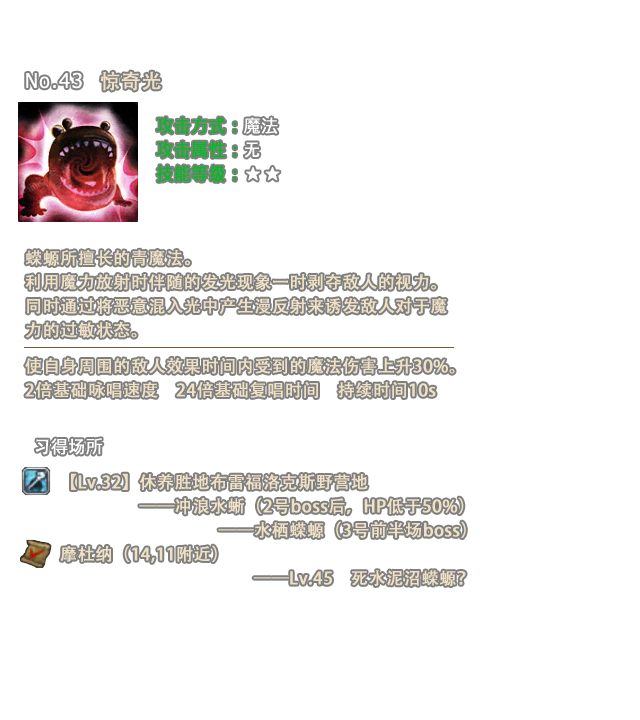 No.43 惊奇光
攻击方式：魔法
攻击属性：无
技能等级：★★
蝾螈所擅长的青魔法。
利用魔力放射时伴随的发光现象一时剥夺敌人的视力。
同时通过将恶意混入光中产生漫反射来诱发敌人对于魔
力的过敏状态。
使自身周围的敌人效果时间内受到的魔法伤害上升30%。
2倍基础咏唱速度 24倍基础复唱时间 持续时间10s
习得场所
【Lv.32】休养胜地布雷福洛克斯野营地
——冲浪水蜥（2号boss后，HP低于50%）
——水栖蝾螈（3号前半场boss）
摩杜纳（14,11附近）
——Lv.45 死水泥沼蝾螈？